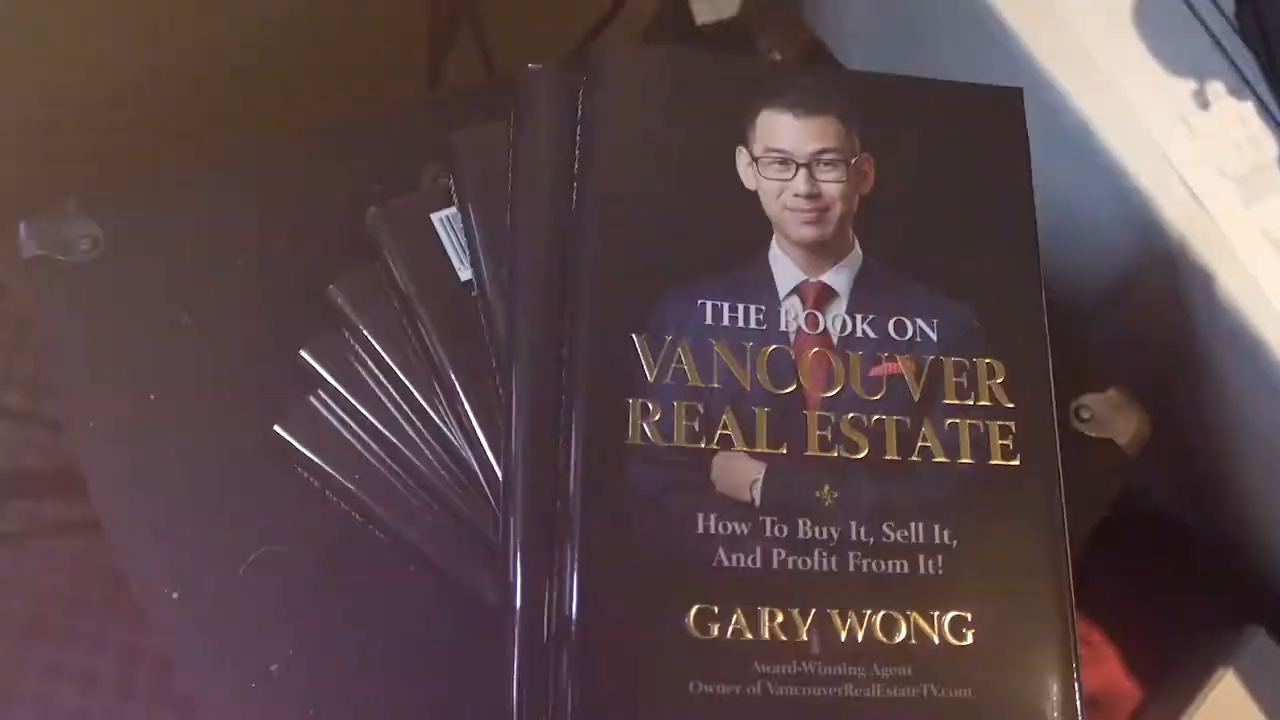 THE BOOK ON
VANCOUVER
REAL ESTATE
How To Buy It, Sell It,
And Profit From It!
GARY WONG
Award-Winning Agent
Owner of VancouverRealEstateTV.com